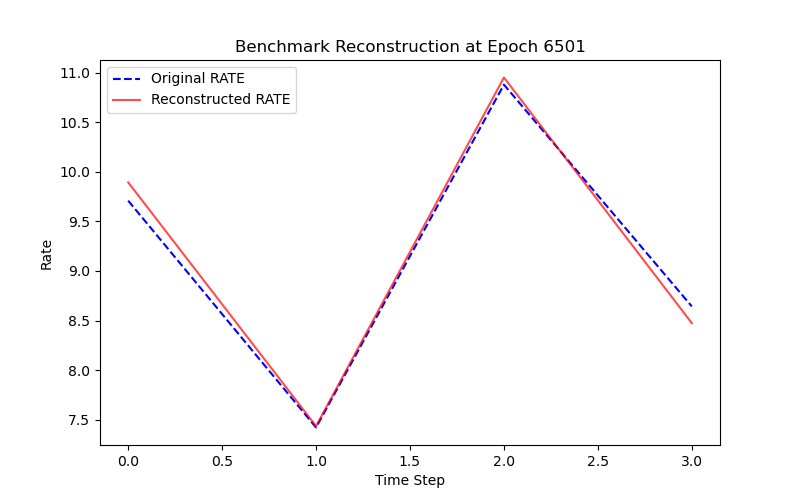 Benchmark Reconstruction at Epoch 6501
Original RATE
Reconstructed RATE
11.0
10.5
10.0
9.5
9.0
8.5
8.0
7.5
Rate
0.0 0.5 1.0 1.5 2.0 2.5 3.0
Time Step